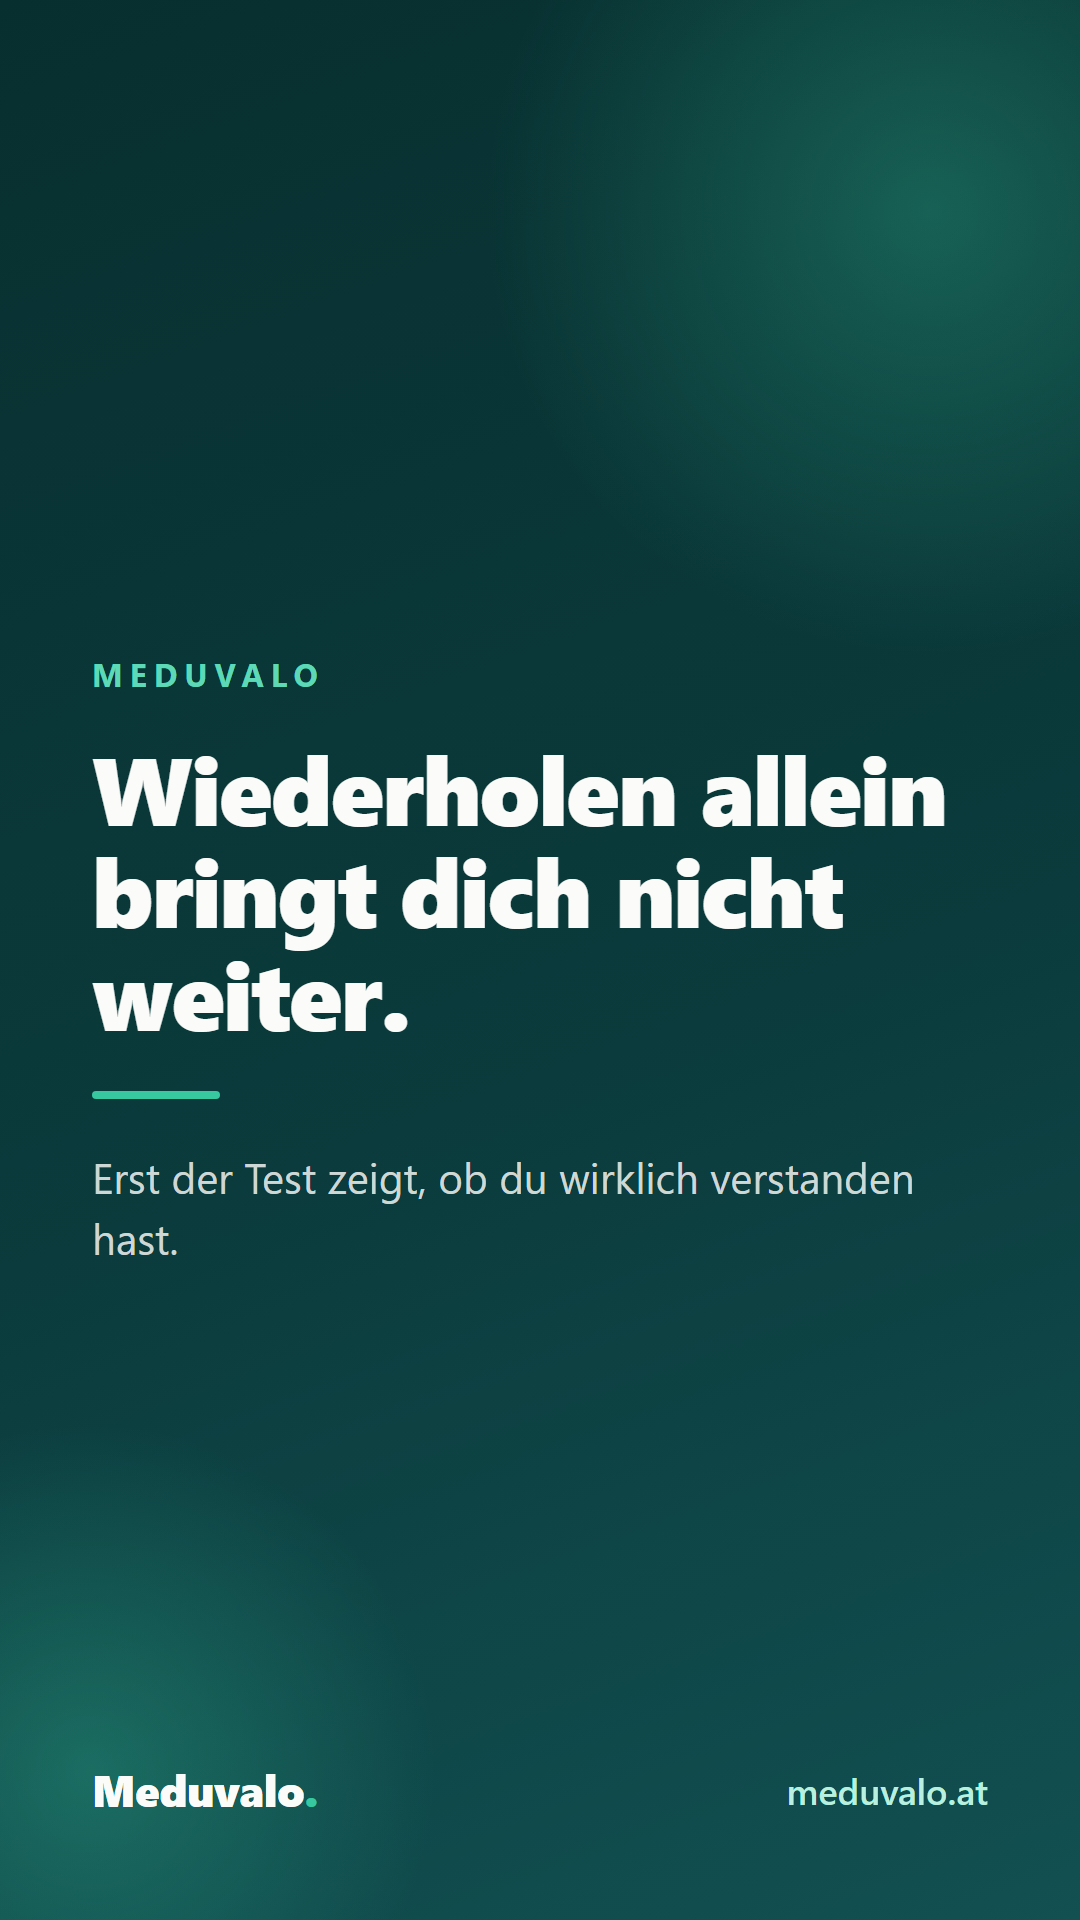 MEDUVALO
Wiederholen allein
bringt dich nicht
weiter.
Erst der Test zeigt, ob du wirklich verstanden
hast.
Meduvalo.
meduvalo.at